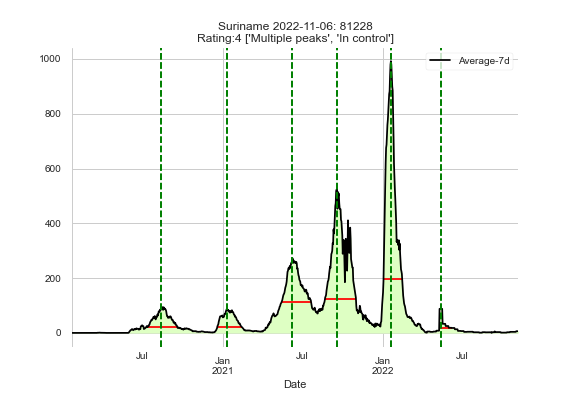 Suriname 2022-11-06: 81228
Rating:4 ['Multiple peaks', 'In control']
Average-7d
1000
800
600
400
200
0
Jul
Jan
2021
Jul
Jan
2022
Jul
Date